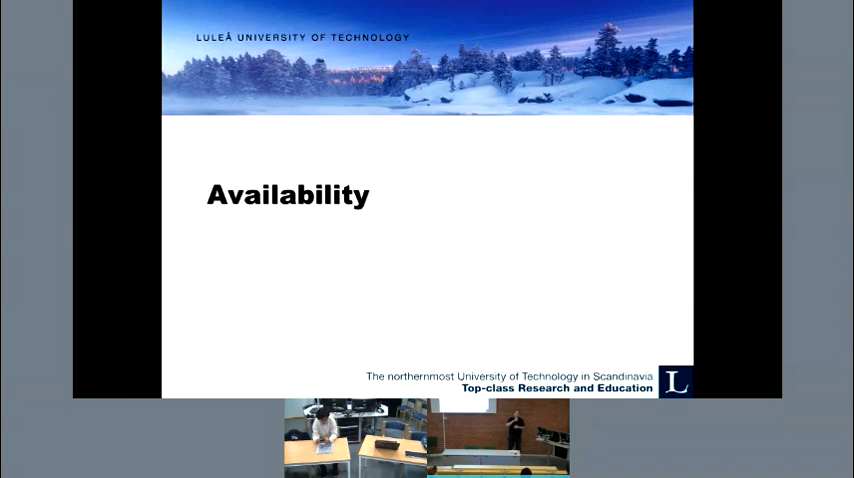 LULEÅ UNIVERSITY OF TECHNOLOGY
Availability
The northernmost University of Technology in Scandinavia
Top-class Research and Education
L